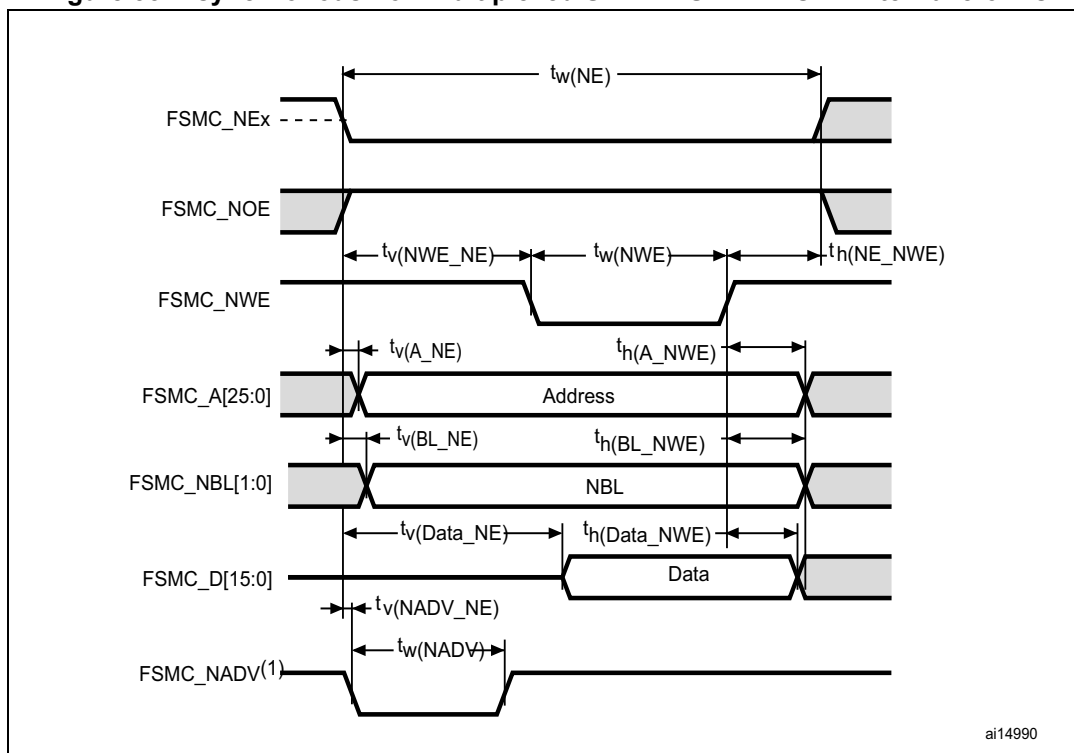 tw(NE)
FSMC_NEx
FSMC_NOE
tv(NWE_NE)
tw(NWE)
th(NE_NWE)
FSMC_NWE
tv(A_NE)
th(A_NWE)
FSMC_A[25:0]
Address
tv(BL_NE)
th(BL_NWE)
FSMC_NBL[1:0]
NBL
tv(Data_NE)
th(Data_NWE)
FSMC_D[15:0]
Data
tv(NADV_NE)
tw(NADV)
FSMC_NADV(1)
ai14990